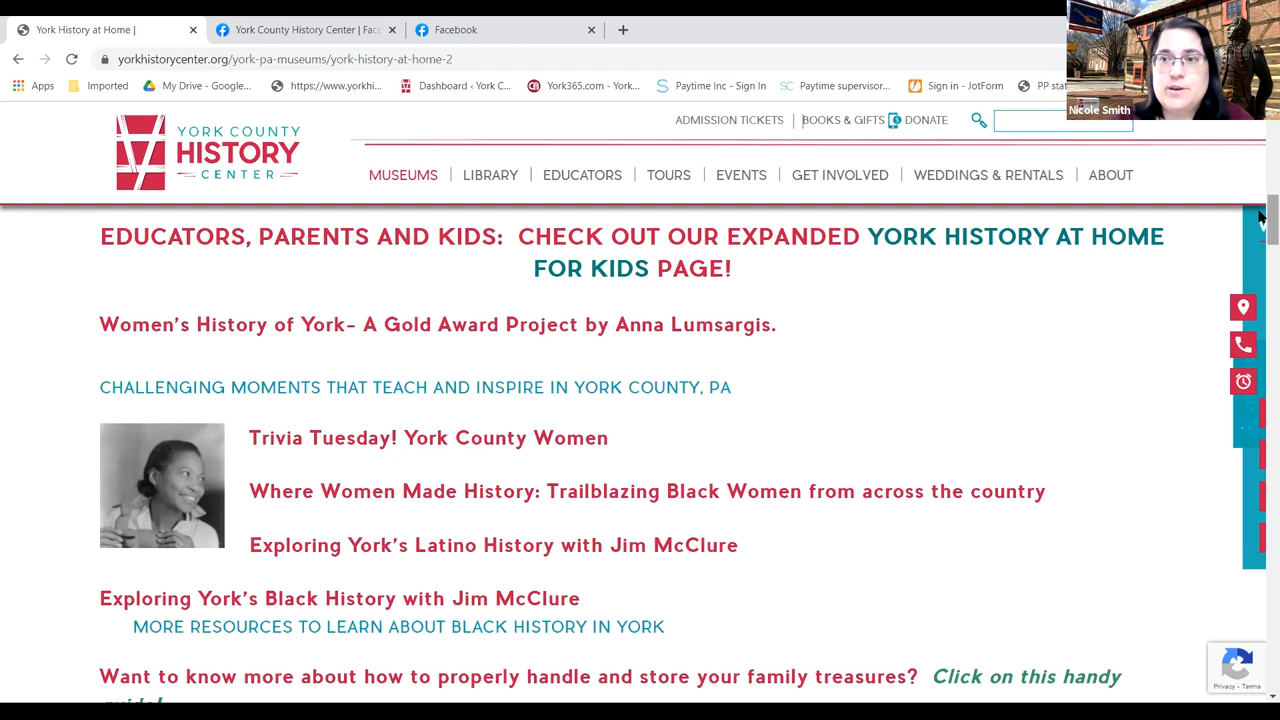 York History at Home |
York County History Center | Fac
Facebook
yorkhistorycenter.org/york-pa-museums/york-history-at-home-2
Apps
Imported
My Drive - Google...
https://www.yorkhi...
Dashboard ‹ York C...
York365.com - York,...
Paytime Inc - Sign In
Paytime supervisor...
Sign in - JotForm
PP sta
Nicole Smith
YORK COUNTY
HISTORY
CENTER
ADMISSION TICKETS
BOOKS & GIFTS
DONATE
MUSEUMS
LIBRARY
EDUCATORS
TOURS
EVENTS
GET INVOLVED
WEDDINGS & RENTALS
ABOUT
EDUCATORS, PARENTS AND KIDS: CHECK OUT OUR EXPANDED YORK HISTORY AT HOME
FOR KIDS PAGE!
Women's History of York– A Gold Award Project by Anna Lumsargis.
CHALLENGING MOMENTS THAT TEACH AND INSPIRE IN YORK COUNTY, PA
Trivia Tuesday! York County Women
Where Women Made History: Trailblazing Black Women from across the country
Exploring York's Latino History with Jim McClure
Exploring York's Black History with Jim McClure
MORE RESOURCES TO LEARN ABOUT BLACK HISTORY IN YORK
Want to know more about how to properly handle and store your family treasures? Click on this handy
guide!
Privacy - Terms